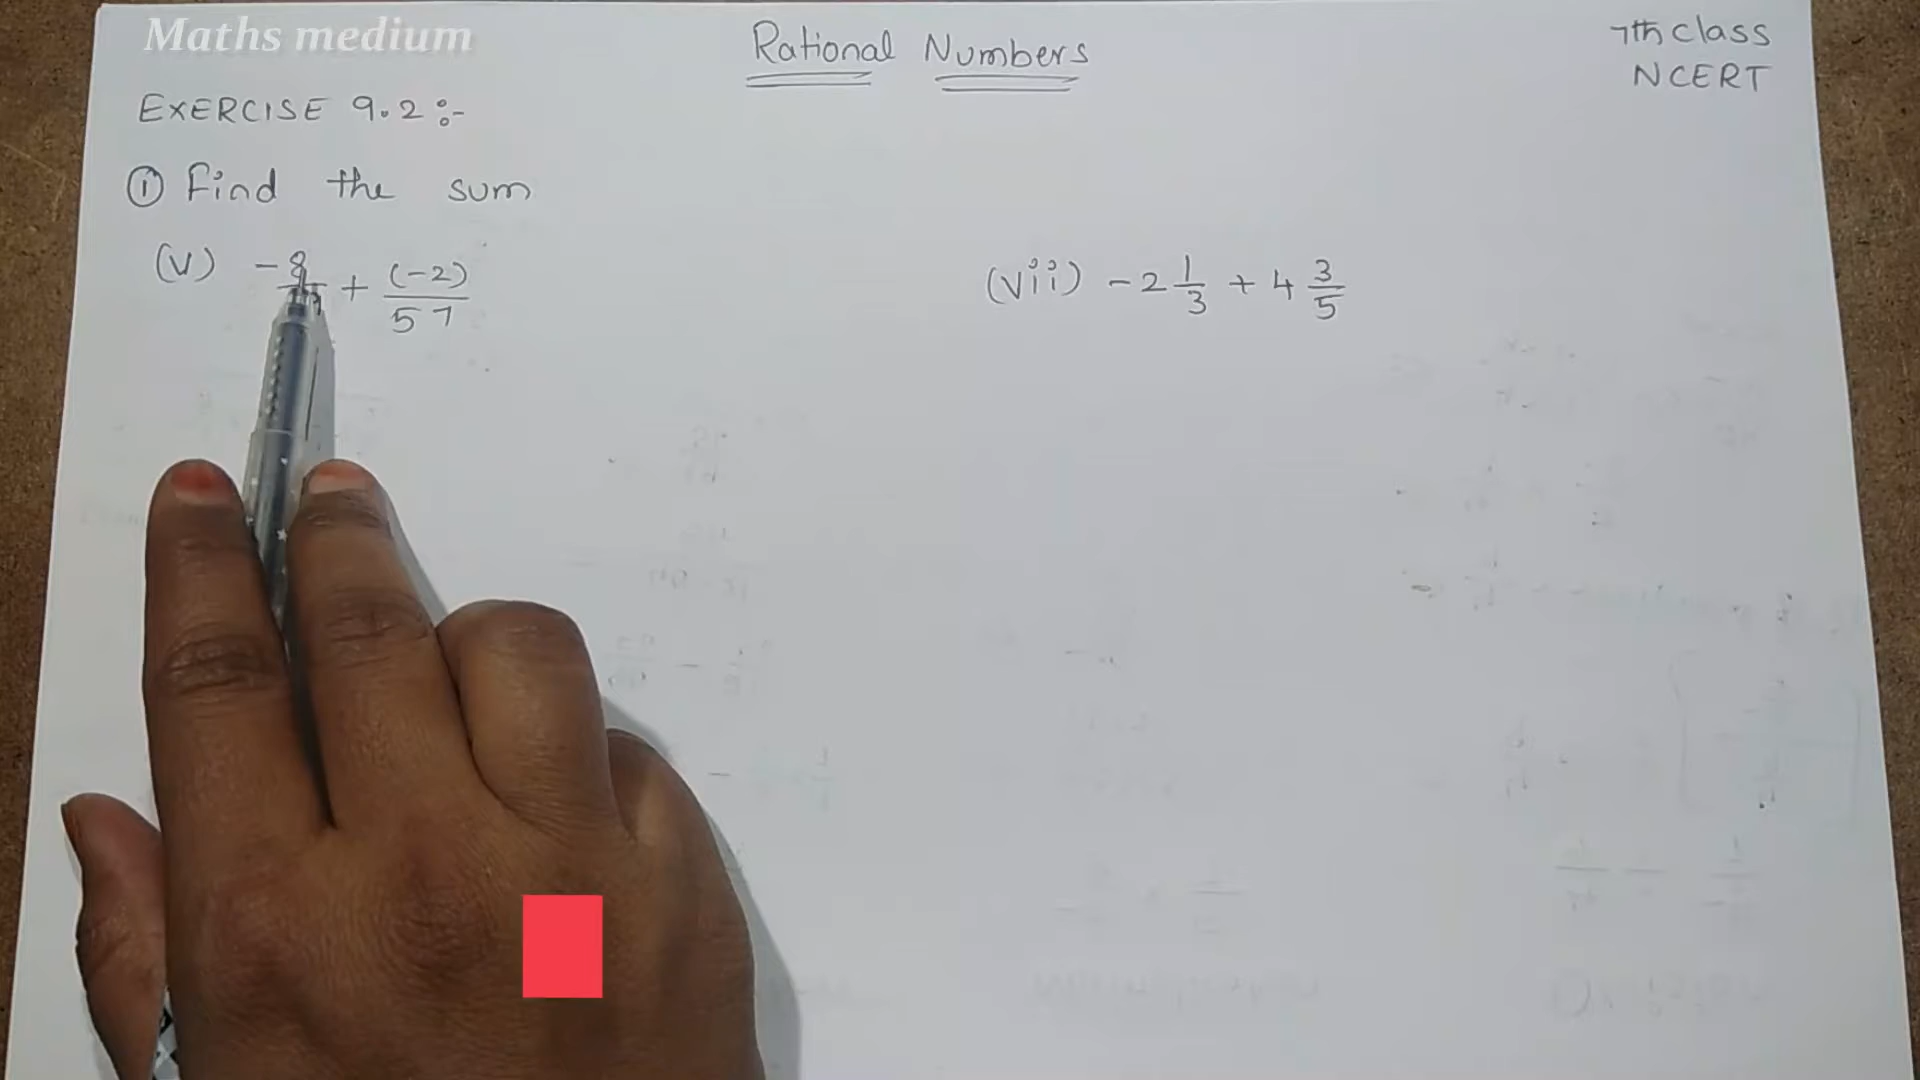 Maths medium
Rational Numbers
7th class
NCERT
EXERCISE 9.2 :-
① Find the sum
(v) -8/ + (-2)/57
(vii) -2 1/3 + 4 3/5